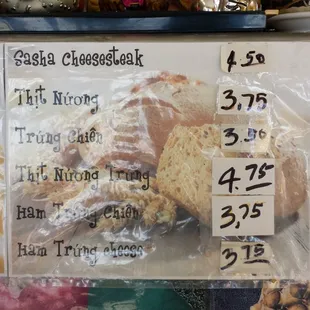 Sasha Cheesesteak 4.50
Thịt Nướng 3.75
Trứng Chiên 3.50
Thịt Nướng Trứng 4.75
Ham Trứng Chiên 3.75
Ham Trứng cheese 3.75